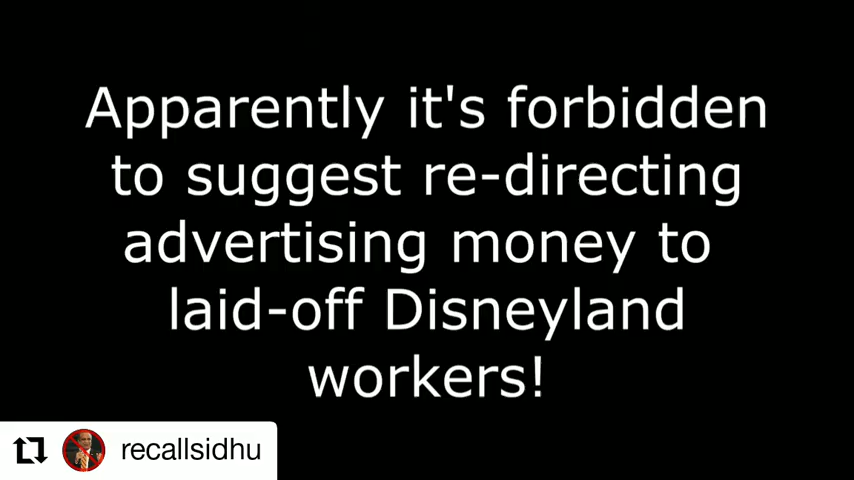 Apparently it's forbidden
to suggest re-directing
advertising money to
laid-off Disneyland
workers!
recallsidhu